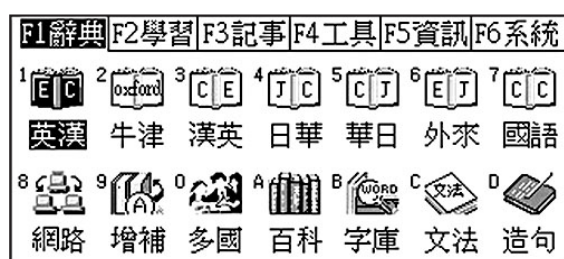 F1辭典 F2學習 F3記事 F4工具 F5資訊 F6系統
1 E C 2 oxford 3 C E 4 J C 5 C J 6 E J 7 C C
英漢 牛津 漢英 日華 華日 外來 國語
8 9 A 0 A B WORD C 文法 D
網路 增補 多國 百科 字庫 文法 造句